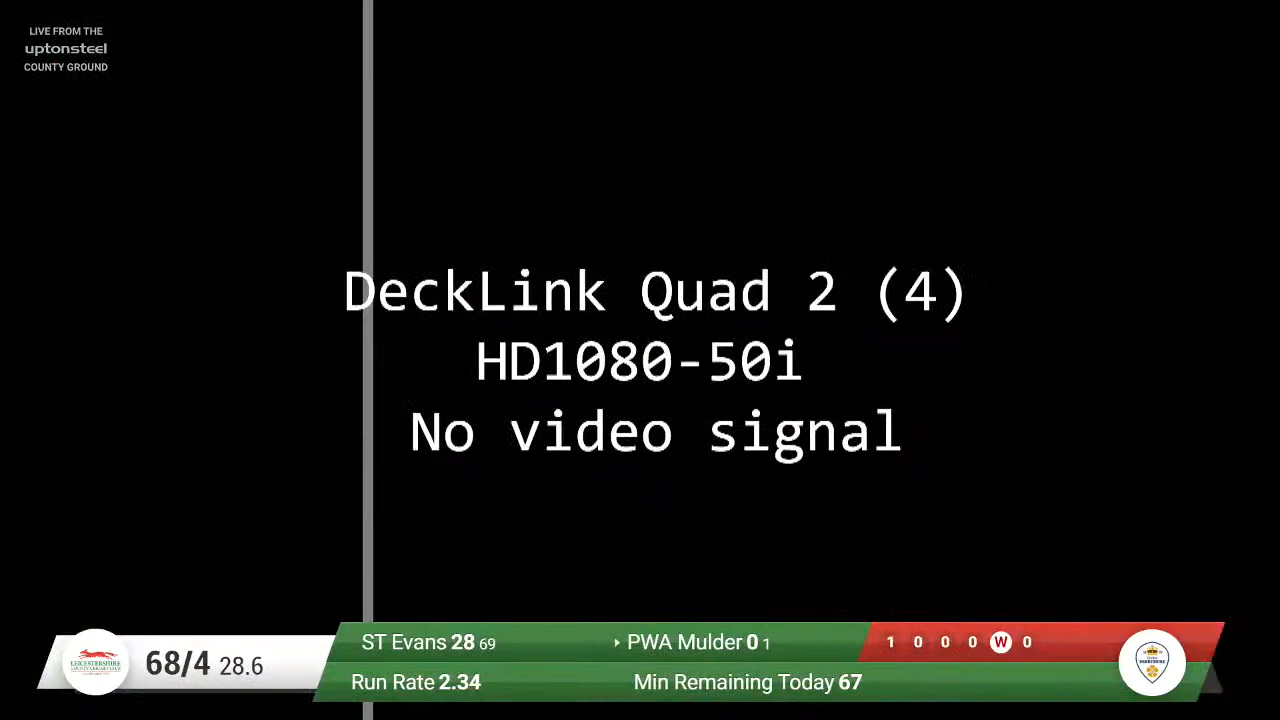 LIVE FROM THE
uptonsteel
COUNTY GROUND
DeckLink Quad 2 (4)
HD1080-50i
No video signal
LEICESTERSHIRE
68/4 28.6
ST Evans 28 69
PWA Mulder 0 1
1 0 0 0 W 0
Run Rate 2.34
Min Remaining Today 67
DERBYSHIRE